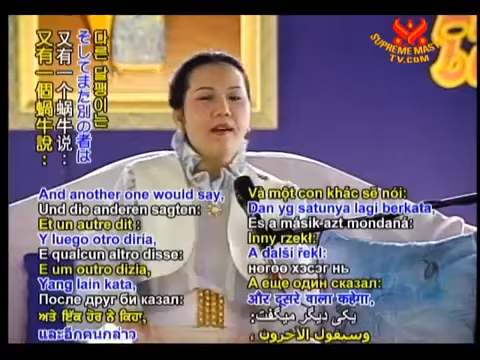 SUPREME MAS
TV.COM
다른 달팽이는
そしてまだ別の者は
又有一个蜗牛说：
又有一個蝸牛說：
And another one would say,
Und die anderen sagten:
Et un autre dit :
Y luego otro diría,
E qualcun altro disse:
E um outro dizia,
Yang lain kata,
После друг би казал:
ਅਤੇ ਇੱਕ ਹੋਰ ਨੇ ਕਿਹਾ,
และอีกคนกล่าว
Và một con khác sẽ nói:
Dan yg satunya lagi berkata,
És a másik azt mondaná:
Inny rzekł:
A další řekl:
нөгөө хэсэг нь
А еще один сказал:
और दूसरे वाला कहेगा,
یکی دیگر میگفت:
وسيقول الآخرون ،